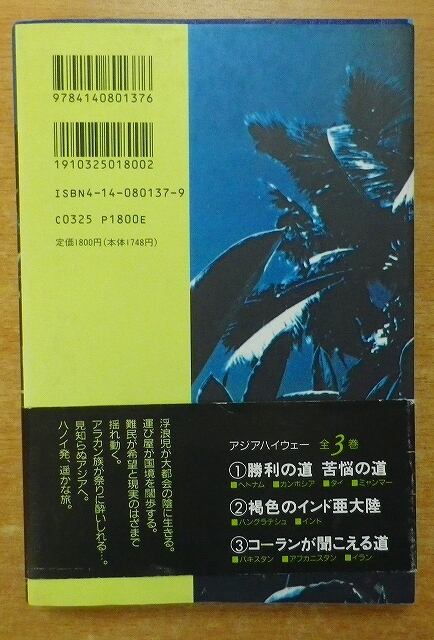 9784140801376
1910325018002
ISBN4-14-080137-9
C0325 P1800E
定価1800円(本体1748円)
浮浪児が大都会の陰に生きる。
運び屋が国境を闊歩する。
難民が希望と現実のはざまで
揺れ動く。
アラカン族が祭りに酔いしれる…。
見知らぬアジアへ。
ハノイ発、遥かな旅。
アジアハイウェー 全3巻
①勝利の道 苦悩の道
■ベトナム ■カンボジア ■タイ ■ミャンマー
②褐色のインド亜大陸
■バングラデシュ ■インド
③コーランが聞こえる道
■パキスタン ■アフガニスタン ■イラン